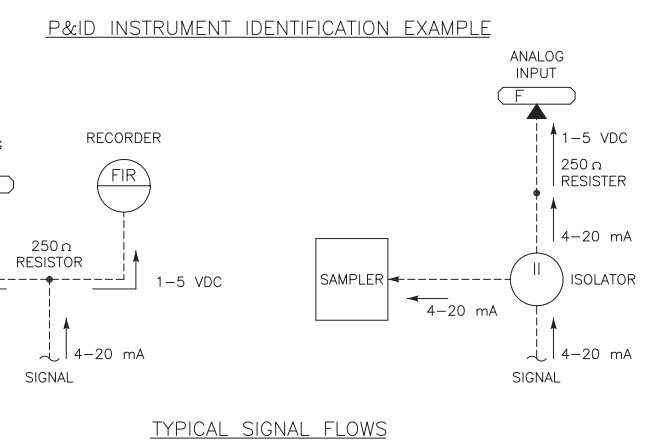 P&ID INSTRUMENT IDENTIFICATION EXAMPLE
ANALOG
INPUT
F
1–5 VDC
250 Ω
RESISTER
4–20 mA
RECORDER
FIR
250 Ω
RESISTOR
1–5 VDC
4–20 mA
SIGNAL
SAMPLER
4–20 mA
II
ISOLATOR
4–20 mA
SIGNAL
TYPICAL SIGNAL FLOWS